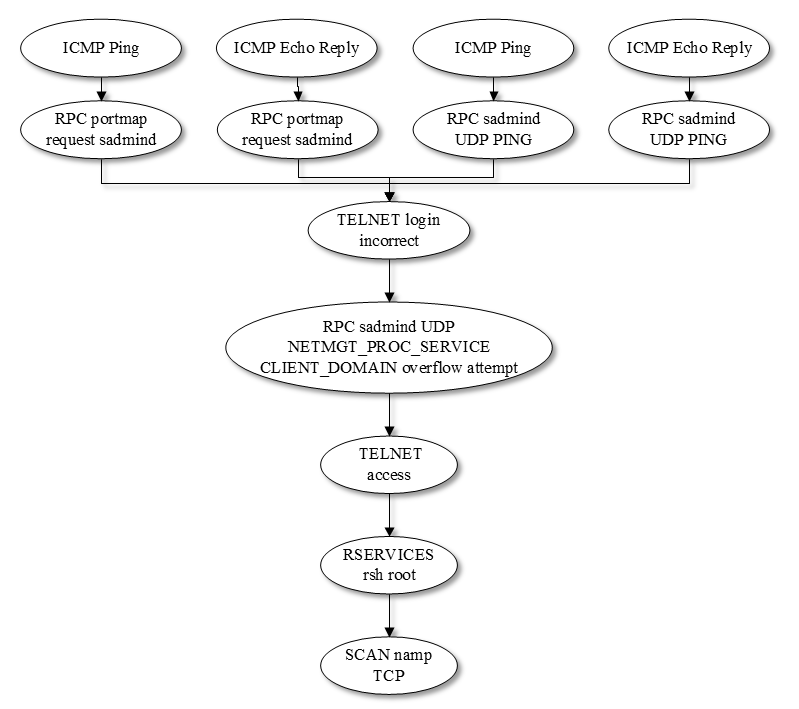 ICMP Ping
ICMP Echo Reply
ICMP Ping
ICMP Echo Reply
RPC portmap
request sadmind
RPC portmap
request sadmind
RPC sadmind
UDP PING
RPC sadmind
UDP PING
TELNET login
incorrect
RPC sadmind UDP
NETMGT_PROC_SERVICE
CLIENT_DOMAIN overflow attempt
TELNET
access
RSERVICES
rsh root
SCAN namp
TCP